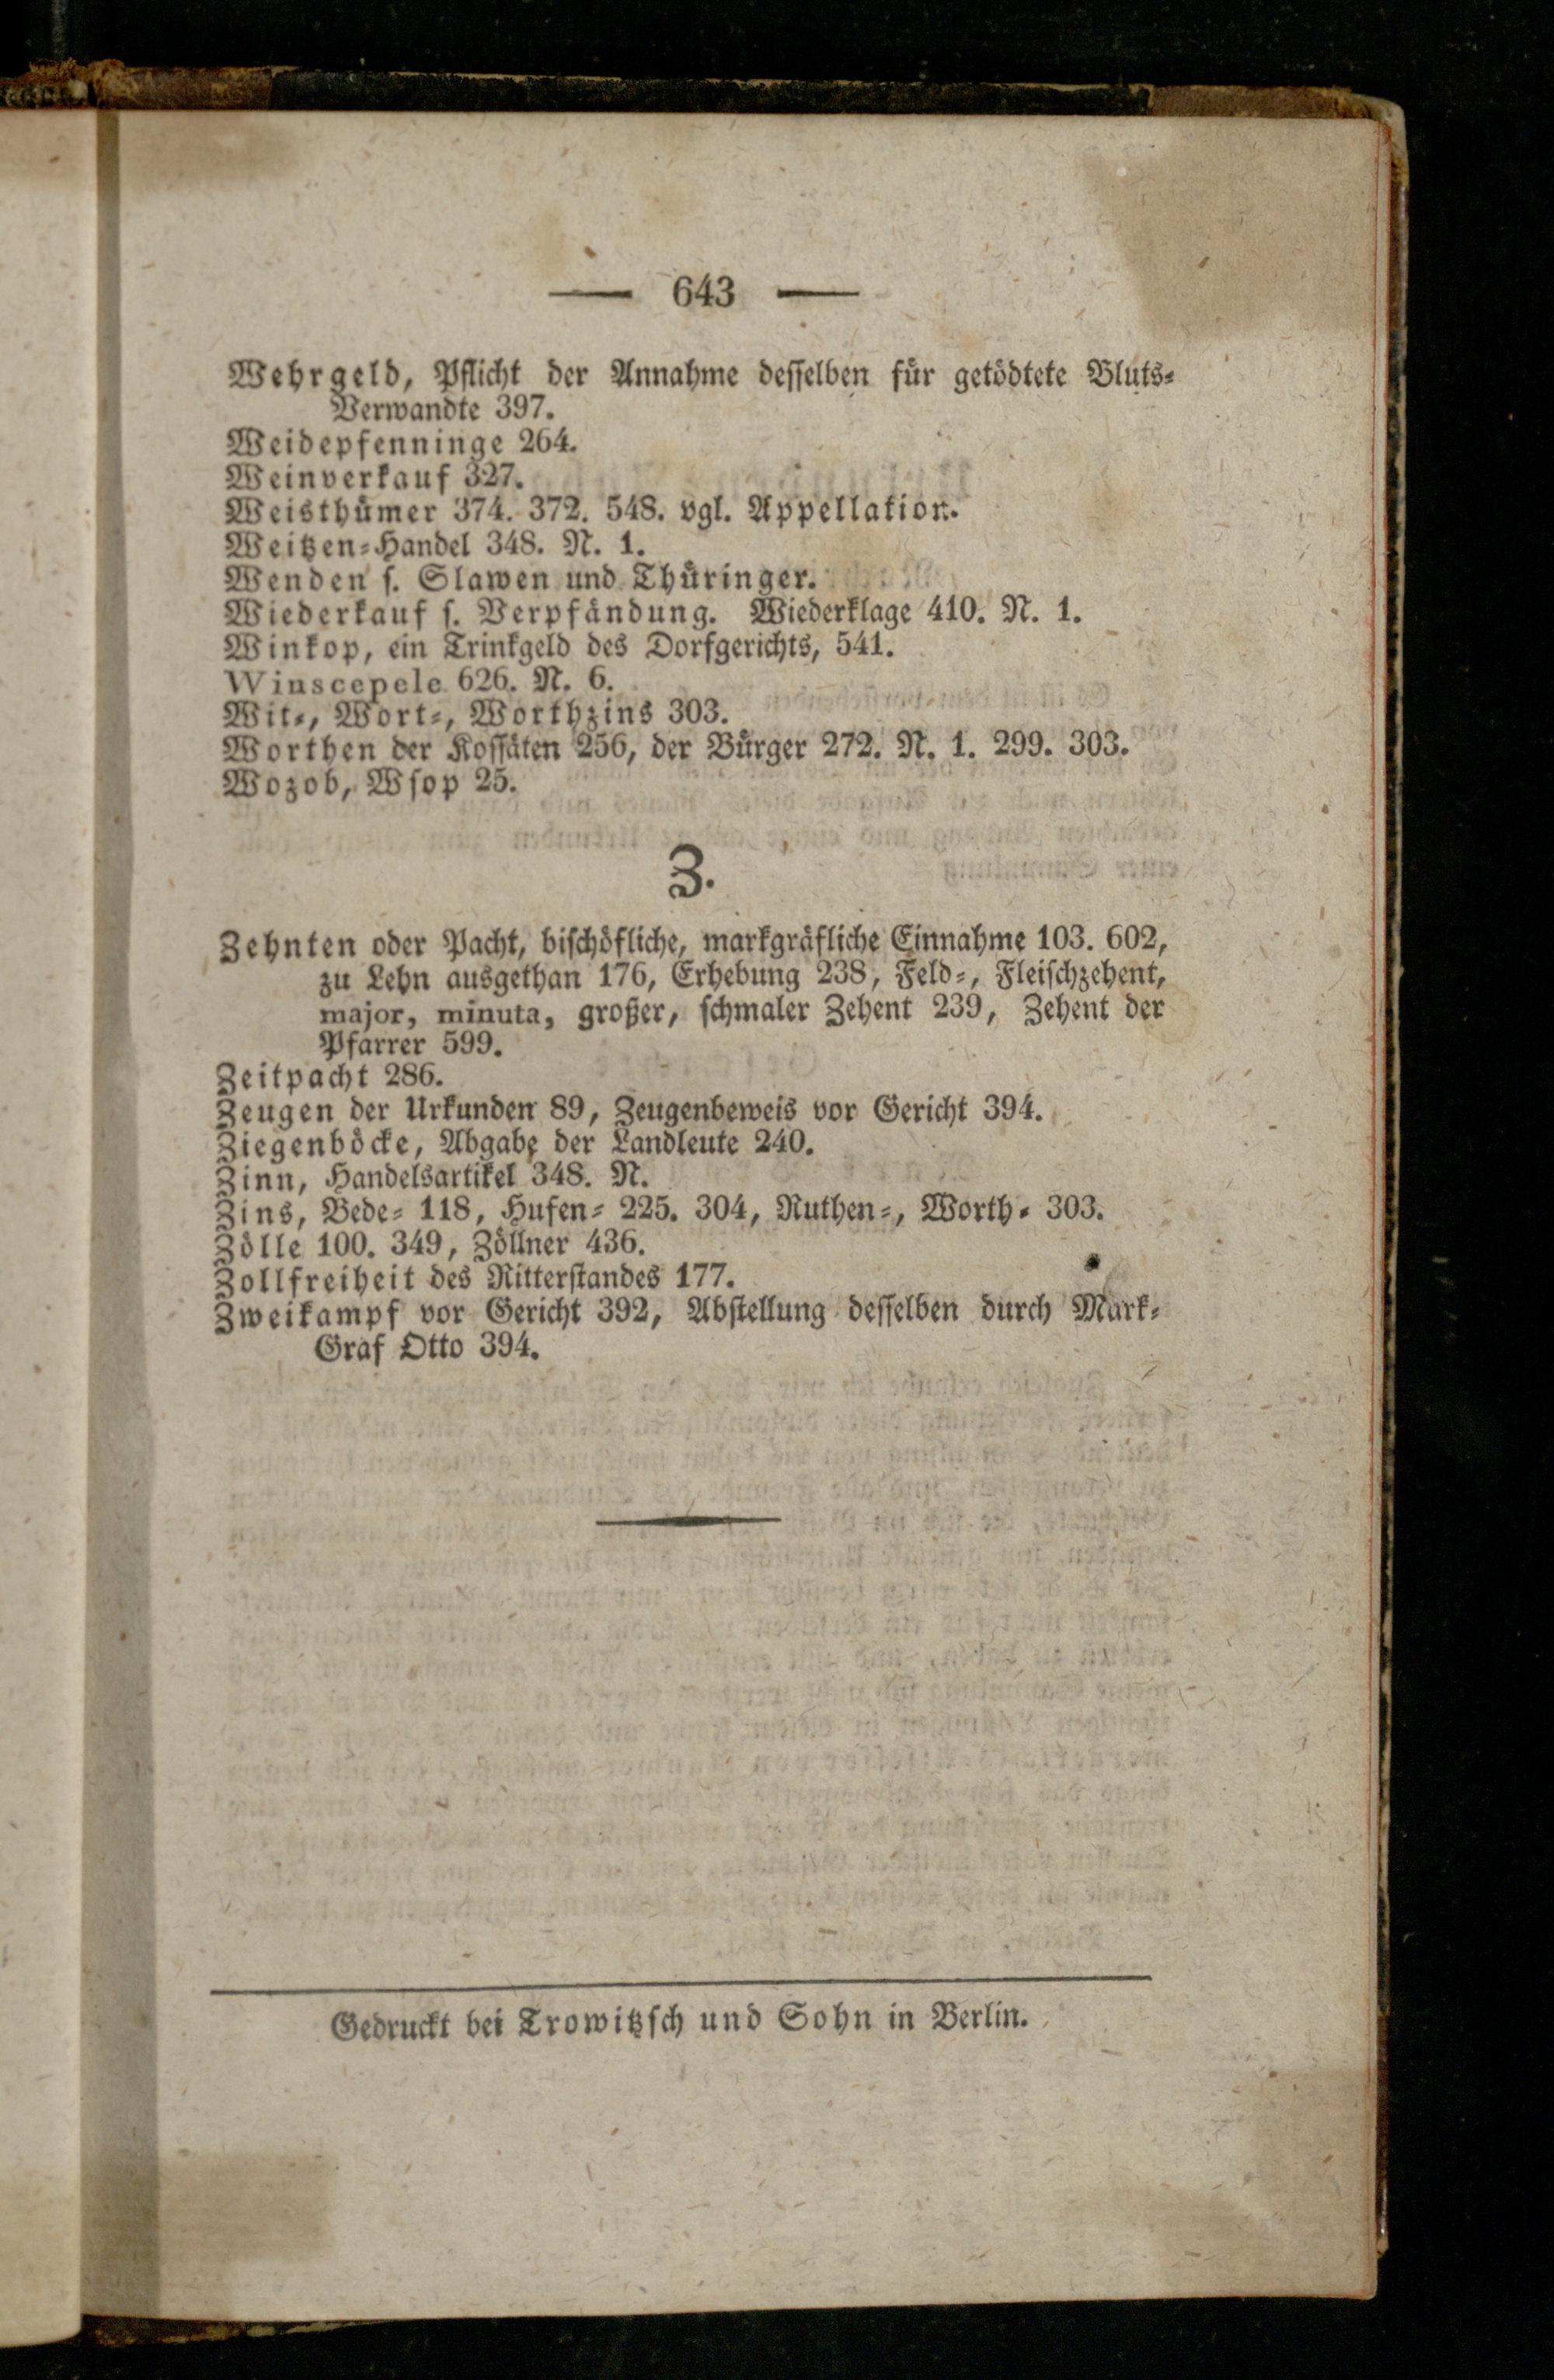 — 643 —
Wehrgeld, Pflicht der Annahme desselben für getödtete Bluts-
Verwandte 397.
Weidepfenninge 264.
Weinverkauf 327.
Weisthümer 374. 372. 548. vgl. Appellation.
Weitzen-Handel 348. N. 1.
Wenden s. Slawen und Thüringer.
Wiederkauf s. Verpfändung. Wiederklage 410. N. 1.
Winkop, ein Trinkgeld des Dorfgerichts, 541.
Winscepele 626. N. 6.
Wit-, Wort-, Worthzins 303.
Worthen der Kossäten 256, der Bürger 272. N. 1. 299. 303.
Wozob, Wsop 25.
Z.
Zehnten oder Pacht, bischöfliche, markgräfliche Einnahme 103. 602,
zu Lehn ausgethan 176, Erhebung 238, Feld-, Fleischzehent,
major, minuta, großer, schmaler Zehent 239, Zehent der
Pfarrer 599.
Zeitpacht 286.
Zeugen der Urkunden 89, Zeugenbeweis vor Gericht 394.
Ziegenböcke, Abgabe der Landleute 240.
Zinn, Handelsartikel 348. N.
Zins, Bede- 118, Hufen- 225. 304, Ruthen-, Worth- 303.
Zölle 100. 349, Zöllner 436.
Zollfreiheit des Ritterstandes 177.
Zweikampf vor Gericht 392, Abstellung desselben durch Mark-
Graf Otto 394.
Gedruckt bei Trowitzsch und Sohn in Berlin.